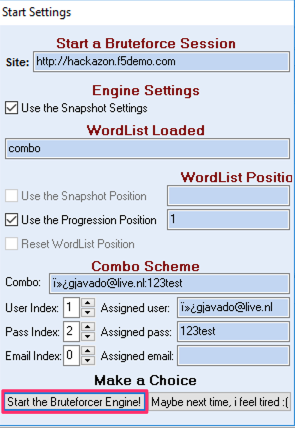 Start Settings
Start a Bruteforce Session
Site: http://hackazon.f5demo.com
Engine Settings
Use the Snapshot Settings
WordList Loaded
combo
WordList Positio
Use the Snapshot Position
Use the Progression Position 1
Reset WordList Position
Combo Scheme
Combo: ï»¿gjavado@live.nl:123test
User Index: 1 Assigned user: ï»¿gjavado@live.nl
Pass Index: 2 Assigned pass: 123test
Email Index: 0 Assigned email:
Make a Choice
Start the Bruteforcer Engine! Maybe next time, i feel tired :(